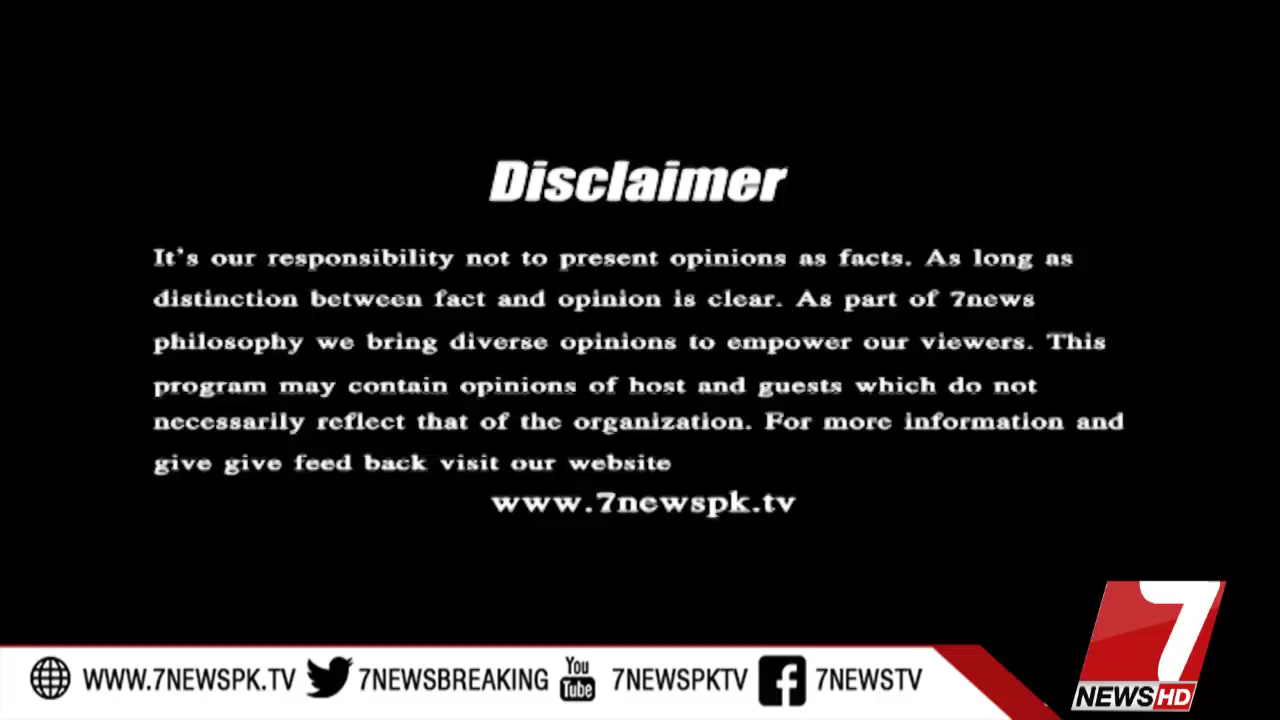 Disclaimer
It's our responsibility not to present opinions as facts. As long as
distinction between fact and opinion is clear. As part of 7news
philosophy we bring diverse opinions to empower our viewers. This
program may contain opinions of host and guests which do not
necessarily reflect that of the organization. For more information and
give give feed back visit our website
www.7newspk.tv
7
NEWS HD
WWW.7NEWSPK.TV 7NEWSBREAKING You Tube 7NEWSPKTV f 7NEWSTV